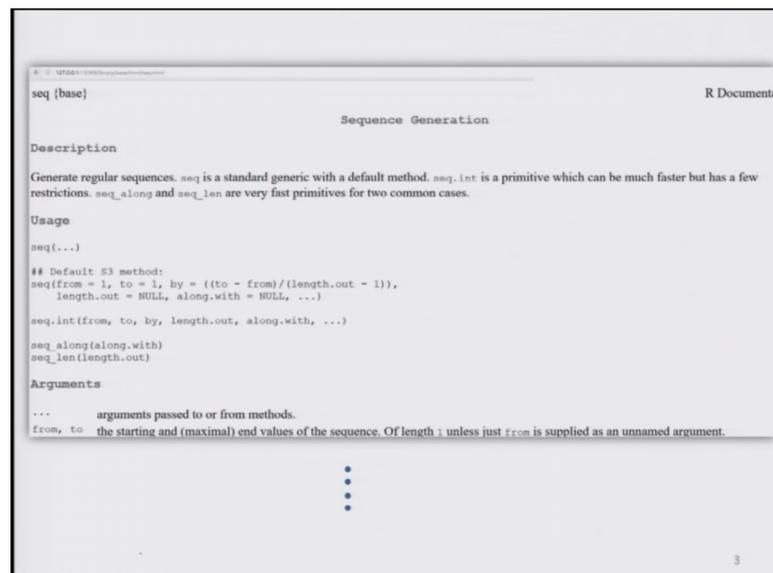 seq {base}
R Documenta
Sequence Generation
Description
Generate regular sequences. seq is a standard generic with a default method. seq.int is a primitive which can be much faster but has a few
restrictions. seq_along and seq_len are very fast primitives for two common cases.
Usage
seq(...)
## Default S3 method:
seq(from = 1, to = 1, by = ((to - from)/(length.out - 1)),
length.out = NULL, along.with = NULL, ...)
seq.int(from, to, by, length.out, along.with, ...)
seq_along(along.with)
seq_len(length.out)
Arguments
... arguments passed to or from methods.
from, to the starting and (maximal) end values of the sequence. Of length 1 unless just from is supplied as an unnamed argument.
3